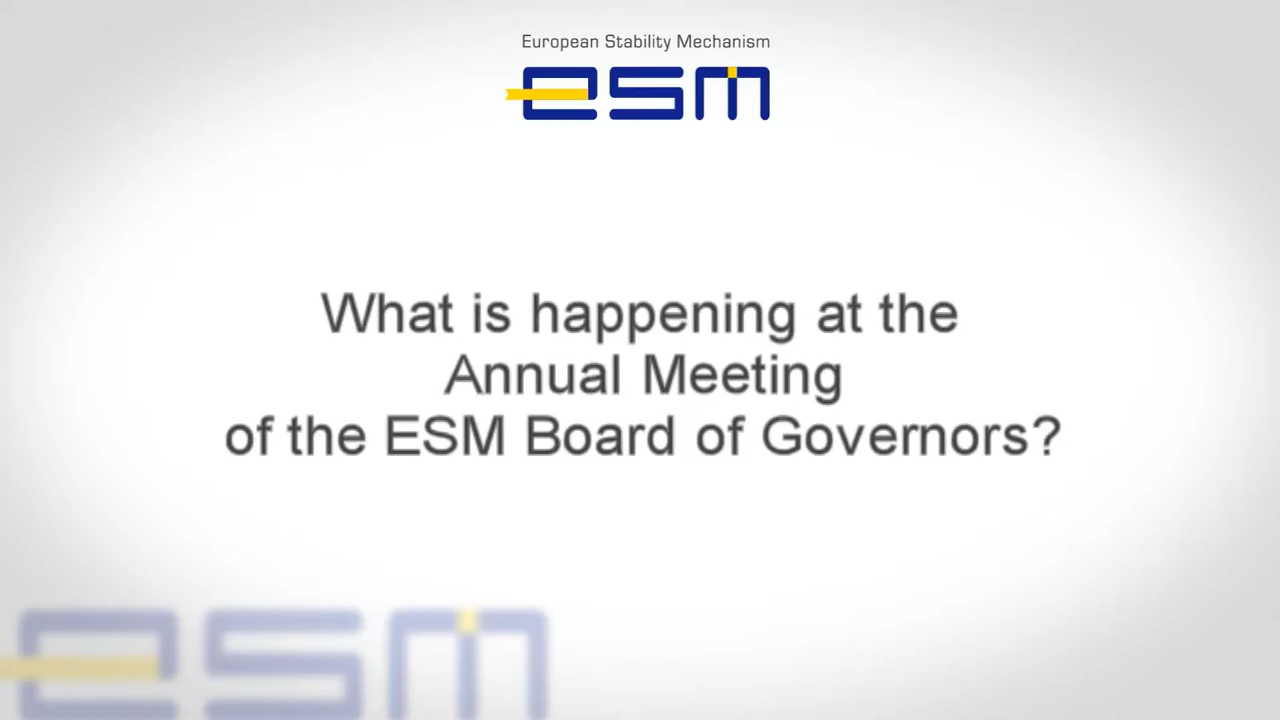 European Stability Mechanism
esm
What is happening at the
Annual Meeting
of the ESM Board of Governors?
esm